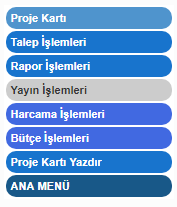 Proje Kartı
Talep İşlemleri
Rapor İşlemleri
Yayın İşlemleri
Harcama İşlemleri
Bütçe İşlemleri
Proje Kartı Yazdır
ANA MENÜ